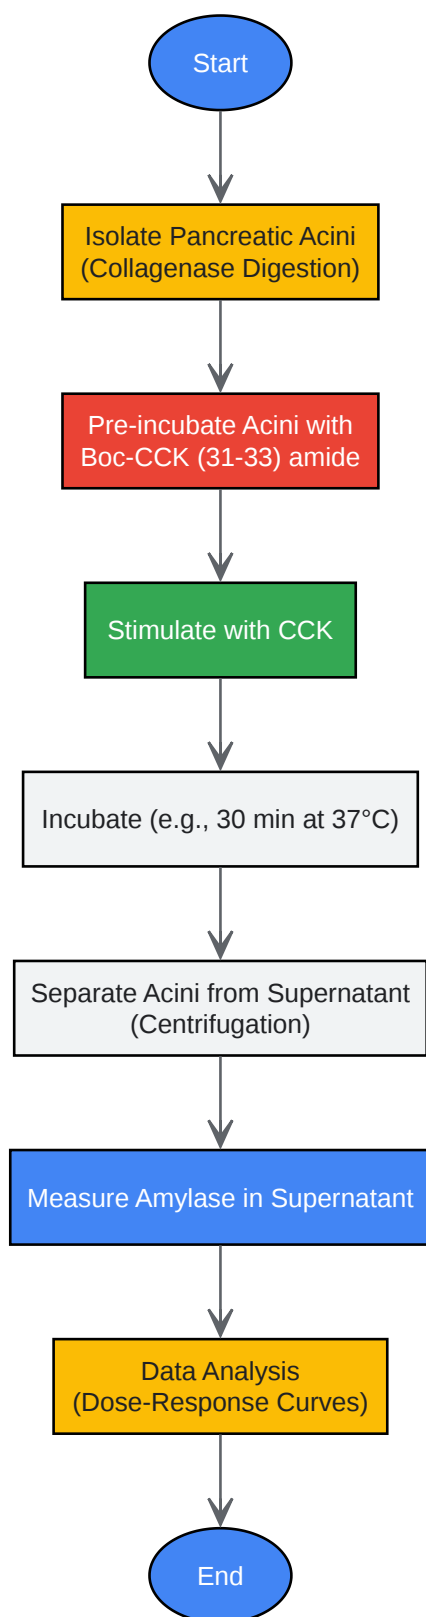 Start
Isolate Pancreatic Acini
(Collagenase Digestion)
Pre-incubate Acini with
Boc-CCK (31-33) amide
Stimulate with CCK
Incubate (e.g., 30 min at 37°C)
Separate Acini from Supernatant
(Centrifugation)
Measure Amylase in Supernatant
Data Analysis
(Dose-Response Curves)
End